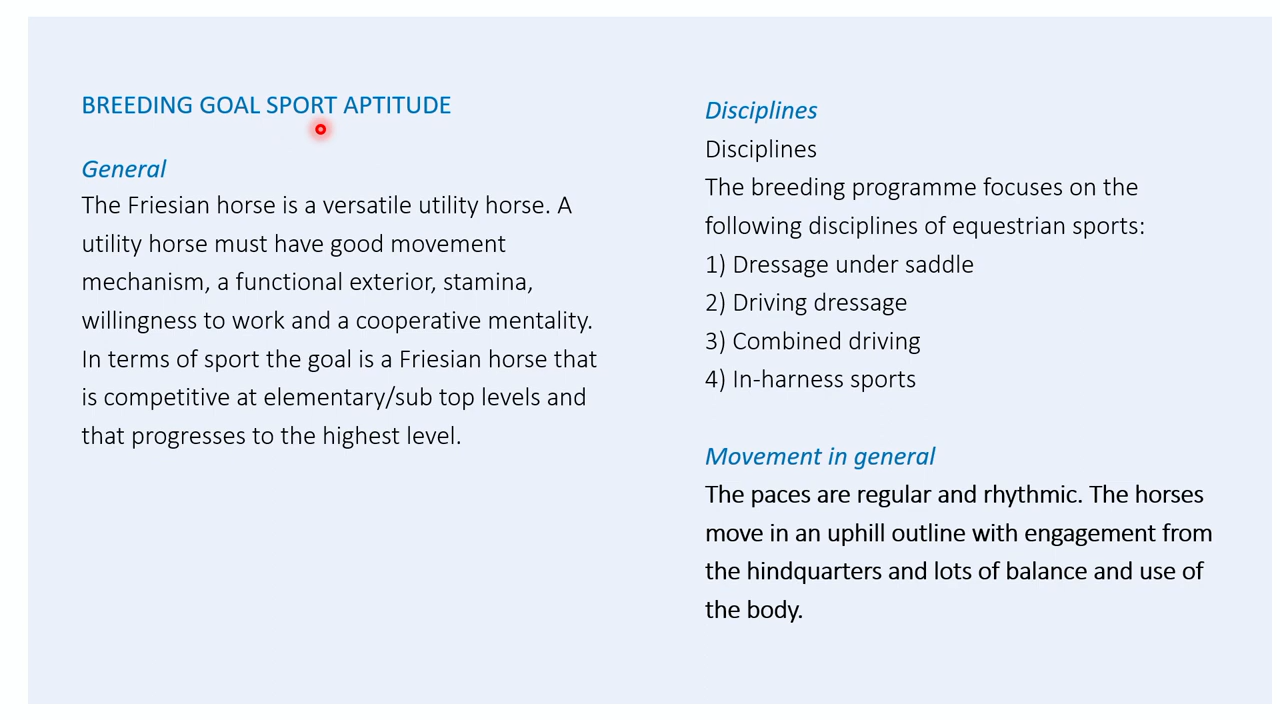 BREEDING GOAL SPORT APTITUDE
General
The Friesian horse is a versatile utility horse. A
utility horse must have good movement
mechanism, a functional exterior, stamina,
willingness to work and a cooperative mentality.
In terms of sport the goal is a Friesian horse that
is competitive at elementary/sub top levels and
that progresses to the highest level.
Disciplines
Disciplines
The breeding programme focuses on the
following disciplines of equestrian sports:
1) Dressage under saddle
2) Driving dressage
3) Combined driving
4) In-harness sports
Movement in general
The paces are regular and rhythmic. The horses
move in an uphill outline with engagement from
the hindquarters and lots of balance and use of
the body.